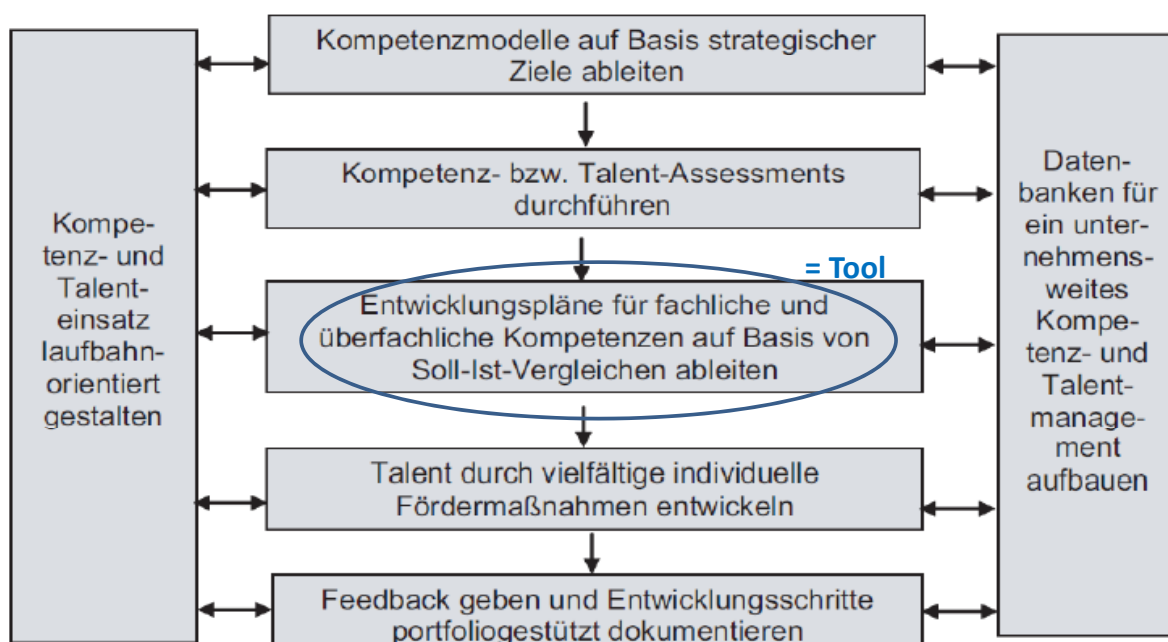 Kompetenzmodelle auf Basis strategischer
Ziele ableiten
Kompetenz- bzw. Talent-Assessments
durchführen
= Tool
Entwicklungspläne für fachliche und
überfachliche Kompetenzen auf Basis von
Soll-Ist-Vergleichen ableiten
Talent durch vielfältige individuelle
Fördermaßnahmen entwickeln
Feedback geben und Entwicklungsschritte
portfoliogestützt dokumentieren
Kompe-
tenz- und
Talent-
einsatz
laufbahn-
orientiert
gestalten
Daten-
banken für
ein unter-
nehmens-
weites
Kompe-
tenz- und
Talent-
manage-
ment
aufbauen